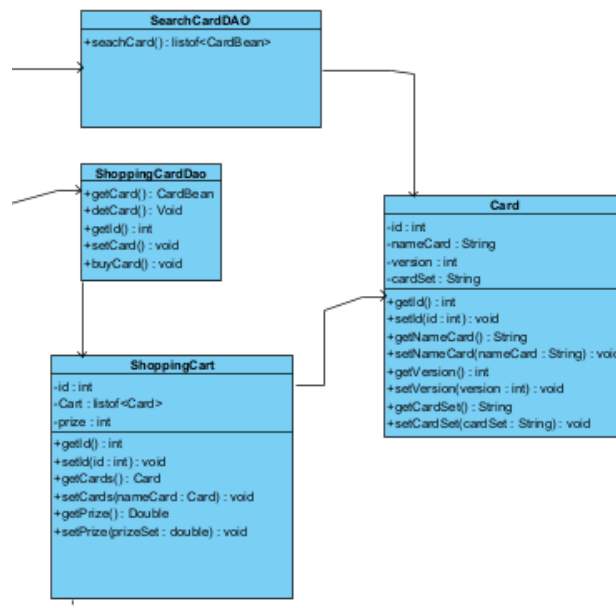 SearchCardDAO
+seachCard() : listof<CardBean>
ShoppingCardDao
+getCard() : CardBean
+detCard() : Void
+getId() : int
+setCard() : void
+buyCard() : void
Card
-id : int
-nameCard : String
-version : int
-cardSet : String
+getId() : int
+setId(id : int) : void
+getNameCard() : String
+setNameCard(nameCard : String) : void
+getVersion() : int
+setVersion(version : int) : void
+getCardSet() : String
+setCardSet(cardSet : String) : void
ShoppingCart
-id : int
-Cart : listof<Card>
-prize : int
+getId() : int
+setId(id : int) : void
+getCards() : Card
+setCards(nameCard : Card) : void
+getPrize() : Double
+setPrize(prizeSet : double) : void